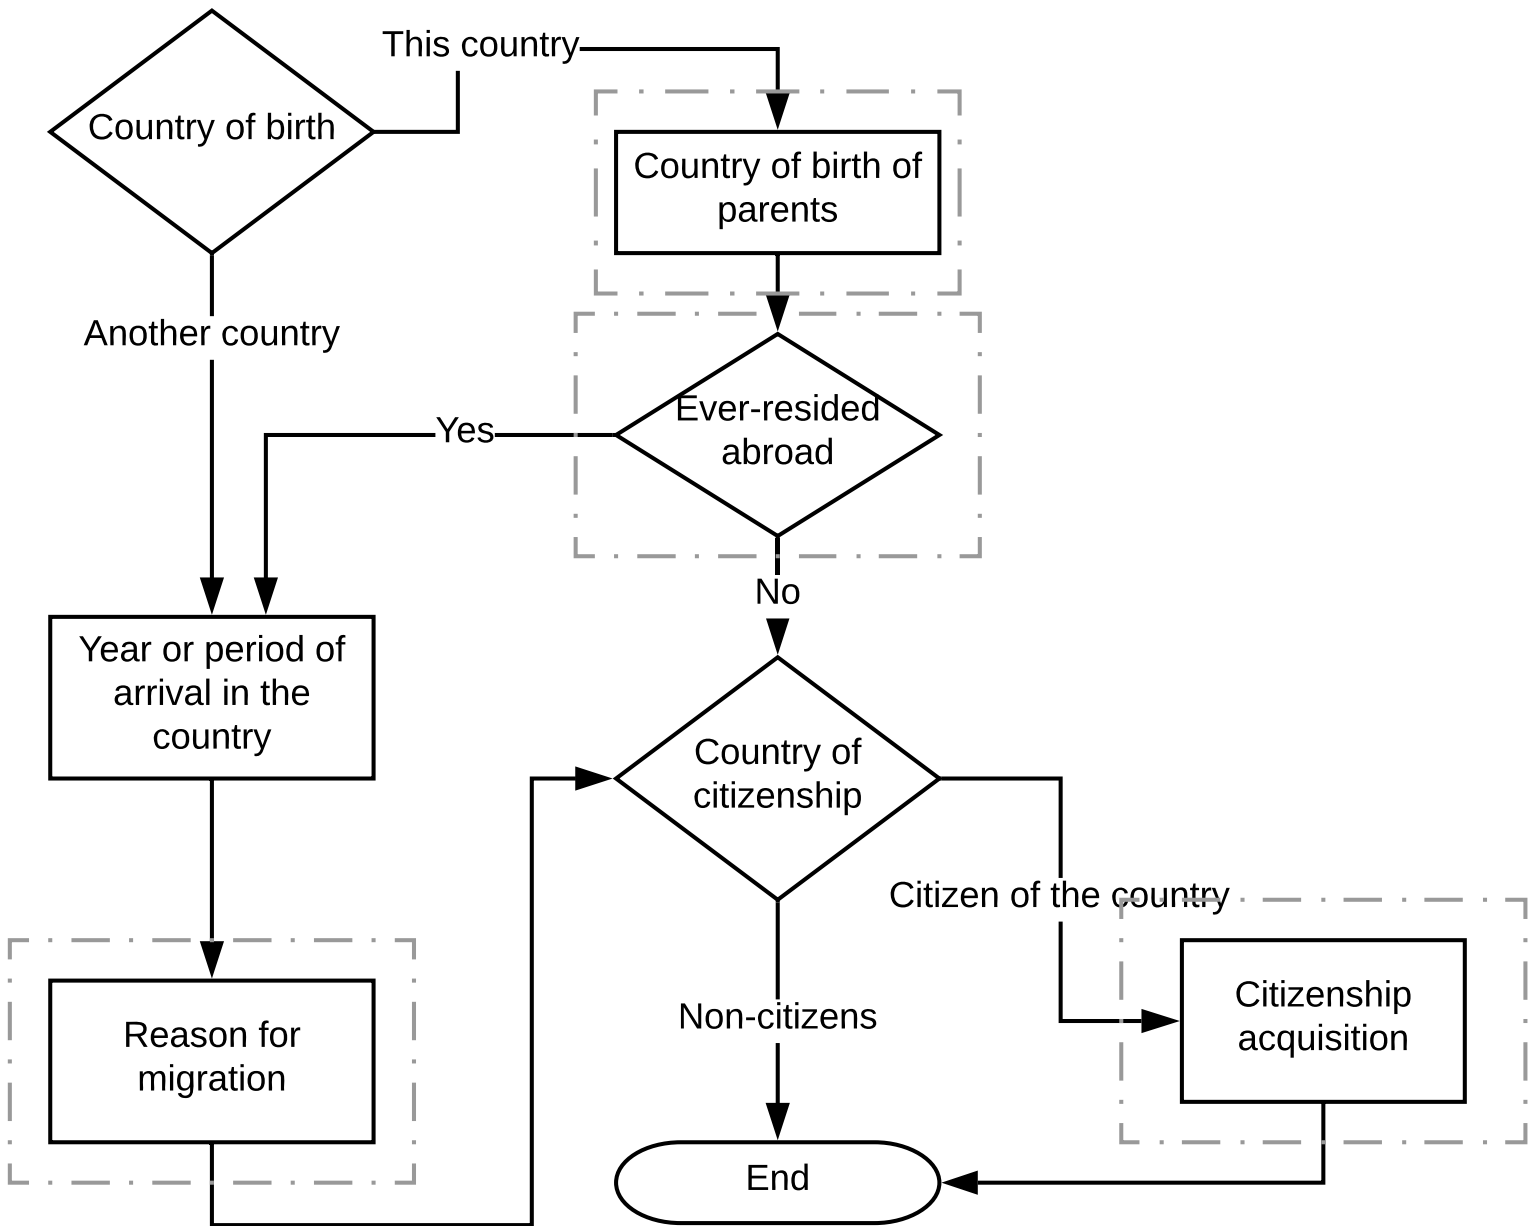 This country
Country of birth
Country of birth of
parents
Another country
Ever-resided
abroad
Yes
No
Year or period of
arrival in the
country
Country of
citizenship
Citizen of the country
Citizenship
acquisition
Non-citizens
Reason for
migration
End